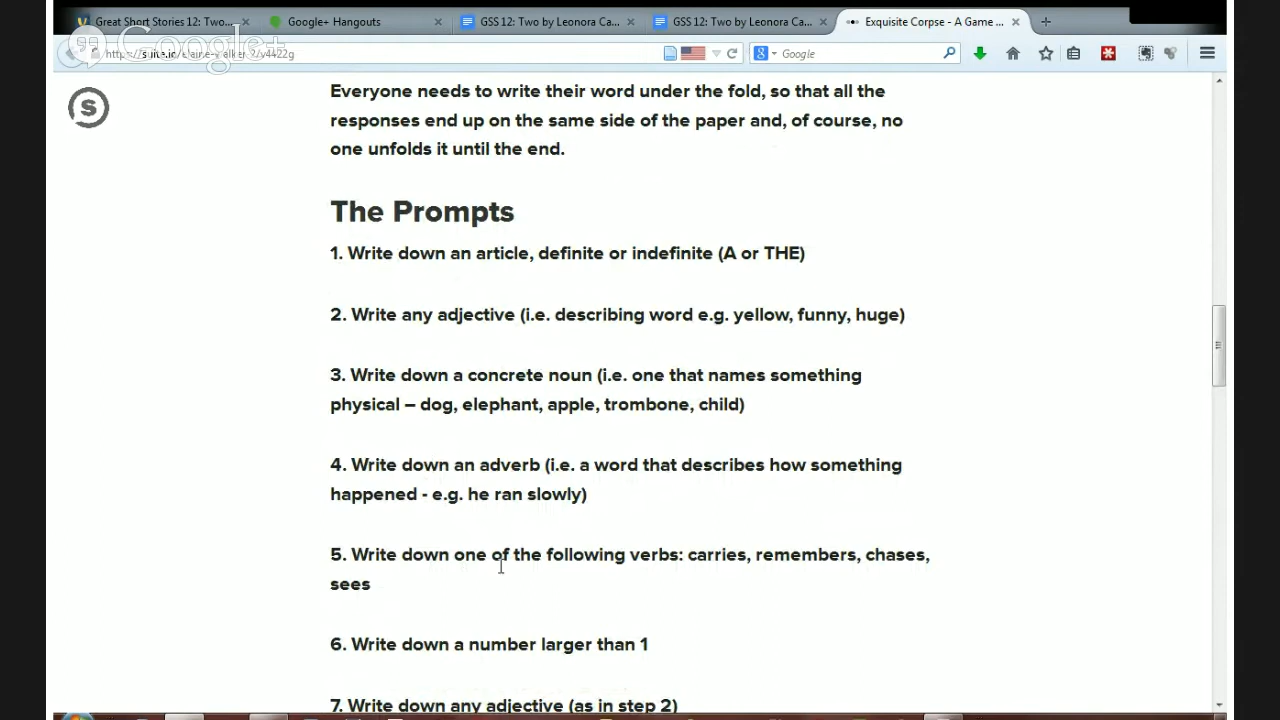 Great Short Stories 12: Two...
Google+ Hangouts
GSS 12: Two by Leonora Ca...
GSS 12: Two by Leonora Ca...
Exquisite Corpse - A Game ...
Google+
Google
S
Everyone needs to write their word under the fold, so that all the
responses end up on the same side of the paper and, of course, no
one unfolds it until the end.
The Prompts
1. Write down an article, definite or indefinite (A or THE)
2. Write any adjective (i.e. describing word e.g. yellow, funny, huge)
3. Write down a concrete noun (i.e. one that names something
physical – dog, elephant, apple, trombone, child)
4. Write down an adverb (i.e. a word that describes how something
happened - e.g. he ran slowly)
5. Write down one of the following verbs: carries, remembers, chases,
sees
6. Write down a number larger than 1
7. Write down any adjective (as in step 2)